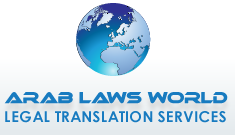 ARAB LAWS WORLD
LEGAL TRANSLATION SERVICES